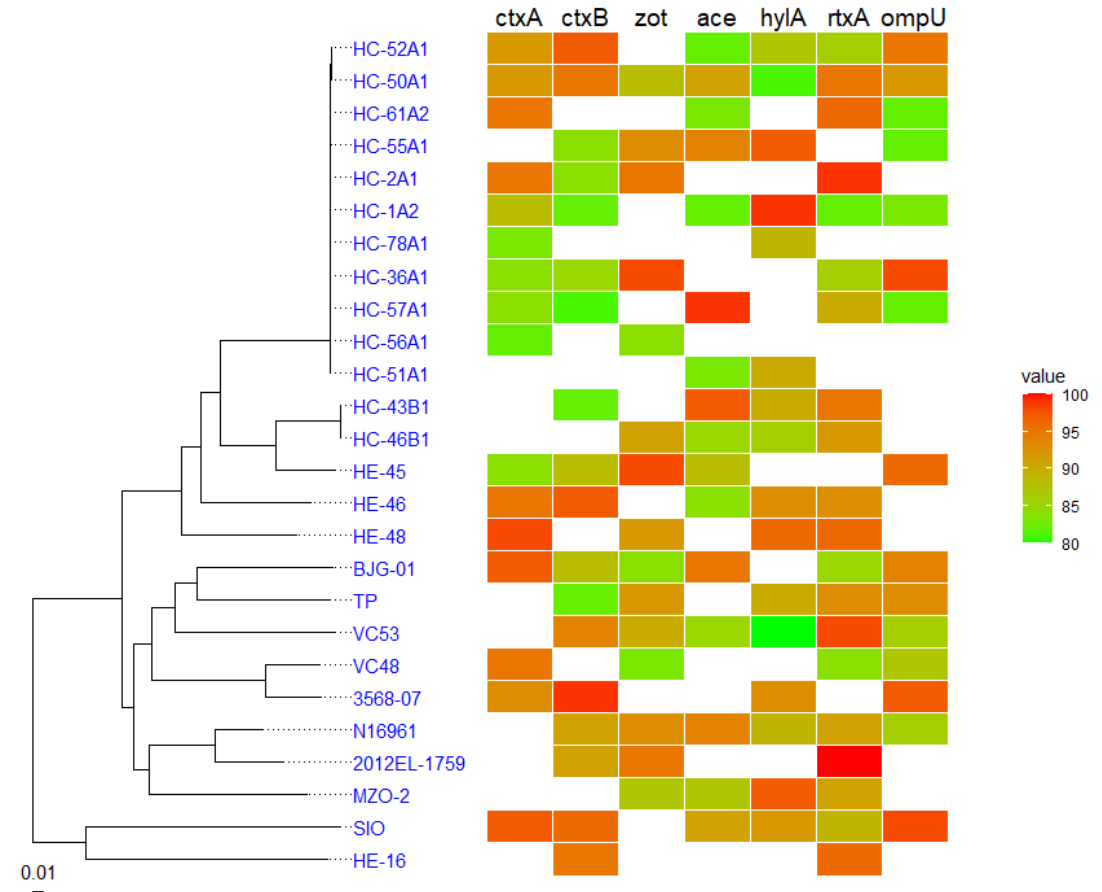 ctxA ctxB zot ace hylA rtxA ompU
HC-52A1
HC-50A1
HC-61A2
HC-55A1
HC-2A1
HC-1A2
HC-78A1
HC-36A1
HC-57A1
HC-56A1
HC-51A1
HC-43B1
HC-46B1
HE-45
HE-46
HE-48
BJG-01
TP
VC53
VC48
3568-07
N16961
2012EL-1759
MZO-2
SIO
HE-16
0.01
value
100
95
90
85
80